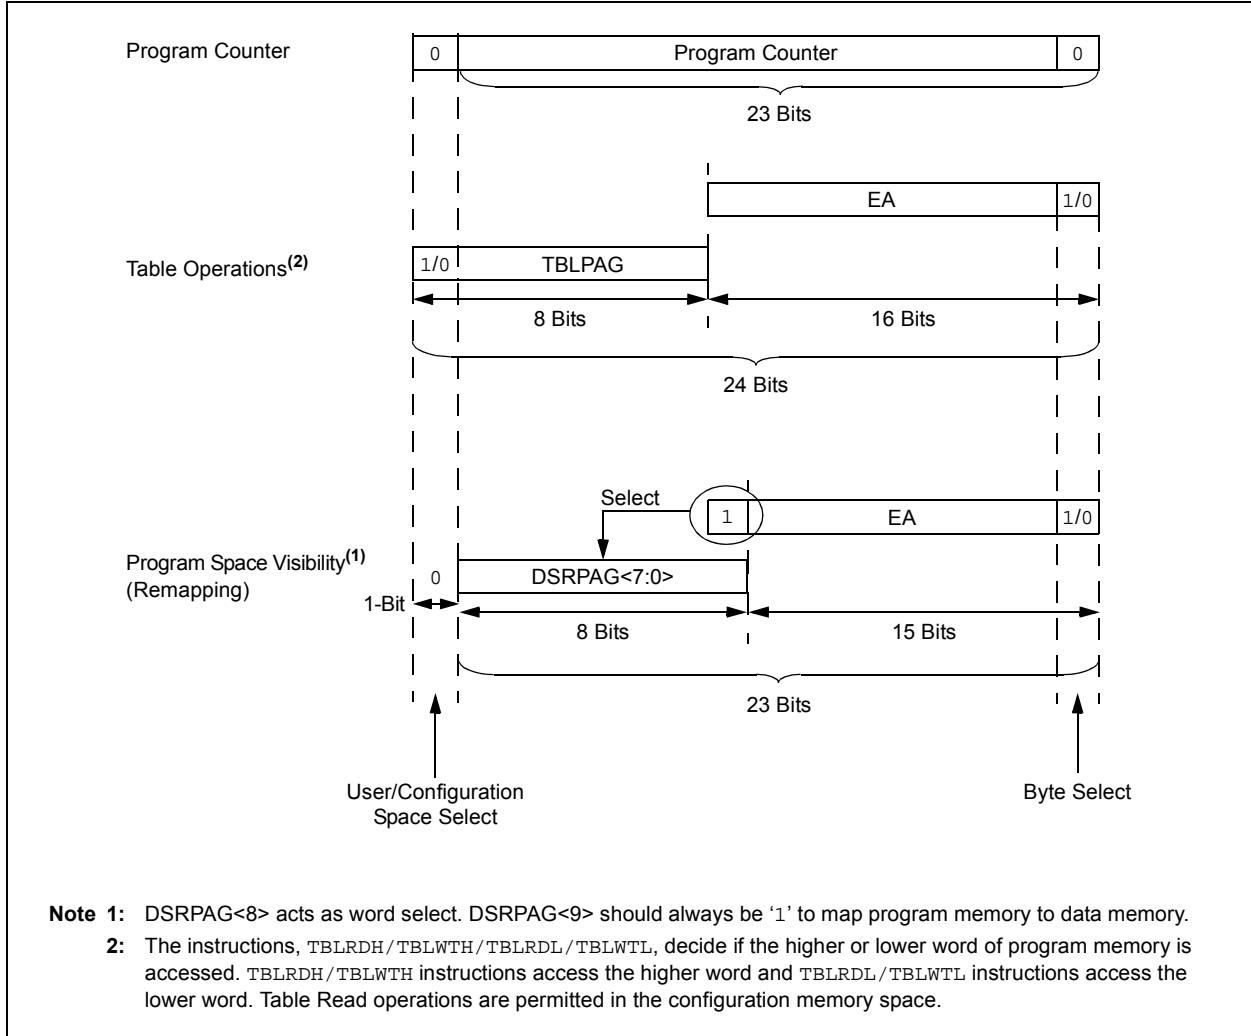 Program Counter
0 Program Counter 0
23 Bits
EA 1/0
Table Operations(2)
1/0 TBLPAG
8 Bits 16 Bits
24 Bits
Select
1 EA 1/0
Program Space Visibility(1)
(Remapping)
0 DSRPAG<7:0>
1-Bit
8 Bits 15 Bits
23 Bits
User/Configuration
Space Select
Byte Select
Note 1: DSRPAG<8> acts as word select. DSRPAG<9> should always be ‘1’ to map program memory to data memory.
2: The instructions, TBLRDH/TBLWTH/TBLRDL/TBLWTL, decide if the higher or lower word of program memory is
accessed. TBLRDH/TBLWTH instructions access the higher word and TBLRDL/TBLWTL instructions access the
lower word. Table Read operations are permitted in the configuration memory space.